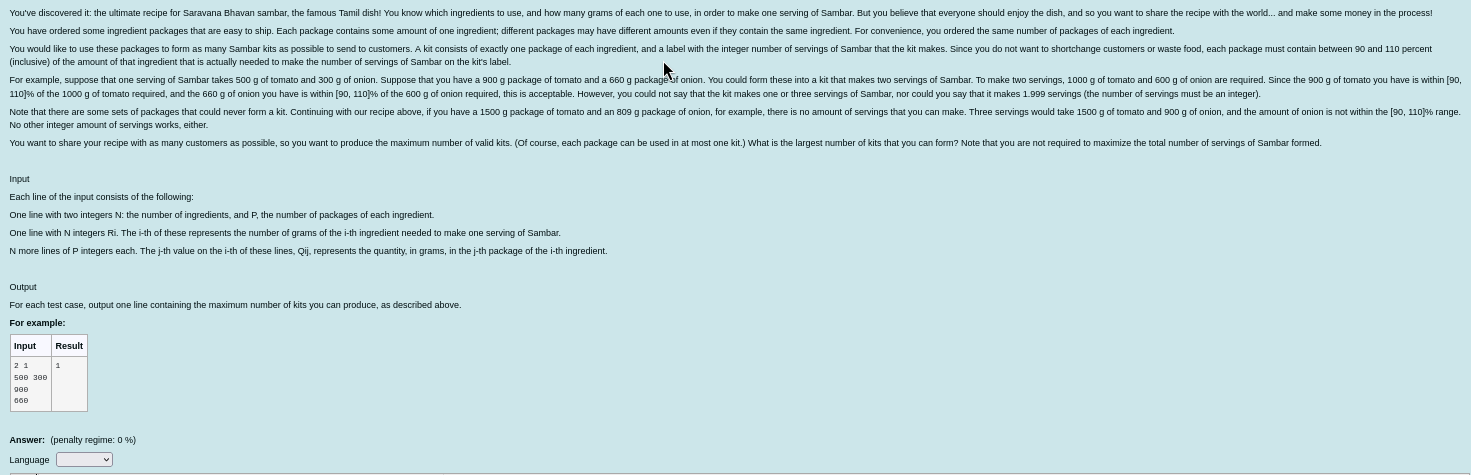 You've discovered it: the ultimate recipe for Saravana Bhavan sambar, the famous Tamil dish! You know which ingredients to use, and how many grams of each one to use, in order to make one serving of Sambar. But you believe that everyone should enjoy the dish, and so you want to share the recipe with the world... and make some money in the process!
You have ordered some ingredient packages that are easy to ship. Each package contains some amount of one ingredient; different packages may have different amounts even if they contain the same ingredient. For convenience, you ordered the same number of packages of each ingredient.
You would like to use these packages to form as many Sambar kits as possible to send to customers. A kit consists of exactly one package of each ingredient, and a label with the integer number of servings of Sambar that the kit makes. Since you do not want to shortchange customers or waste food, each package must contain between 90 and 110 percent
(inclusive) of the amount of that ingredient that is actually needed to make the number of servings of Sambar on the kit's label.
For example, suppose that one serving of Sambar takes 500 g of tomato and 300 g of onion. Suppose that you have a 900 g package of tomato and a 660 g package of onion. You could form these into a kit that makes two servings of Sambar. To make two servings, 1000 g of tomato and 600 g of onion are required. Since the 900 g of tomato you have is within [90,
110]% of the 1000 g of tomato required, and the 660 g of onion you have is within [90, 110]% of the 600 g of onion required, this is acceptable. However, you could not say that the kit makes one or three servings of Sambar, nor could you say that it makes 1.999 servings (the number of servings must be an integer).
Note that there are some sets of packages that could never form a kit. Continuing with our recipe above, if you have a 1500 g package of tomato and an 809 g package of onion, for example, there is no amount of servings that you can make. Three servings would take 1500 g of tomato and 900 g of onion, and the amount of onion is not within the [90, 110]% range.
No other integer amount of servings works, either.
You want to share your recipe with as many customers as possible, so you want to produce the maximum number of valid kits. (Of course, each package can be used in at most one kit.) What is the largest number of kits that you can form? Note that you are not required to maximize the total number of servings of Sambar formed.
Input
Each line of the input consists of the following:
One line with two integers N: the number of ingredients, and P, the number of packages of each ingredient.
One line with N integers Ri. The i-th of these represents the number of grams of the i-th ingredient needed to make one serving of Sambar.
N more lines of P integers each. The j-th value on the i-th of these lines, Qij, represents the quantity, in grams, in the j-th package of the i-th ingredient.
Output
For each test case, output one line containing the maximum number of kits you can produce, as described above.
For example:
Input Result
2 1 1
500 300
900
660
Answer: (penalty regime: 0 %)
Language